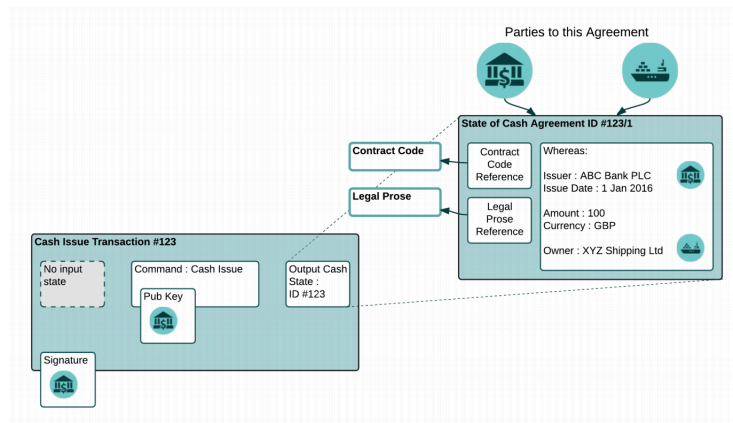 Parties to this Agreement
State of Cash Agreement ID #123/1
Contract
Code
Reference
Legal
Prose
Reference
Whereas:
Issuer : ABC Bank PLC
Issue Date : 1 Jan 2016
Amount : 100
Currency : GBP
Owner : XYZ Shipping Ltd
Contract Code
Legal Prose
Cash Issue Transaction #123
No input
state
Command : Cash Issue
Pub Key
Output Cash
State :
ID #123
Signature